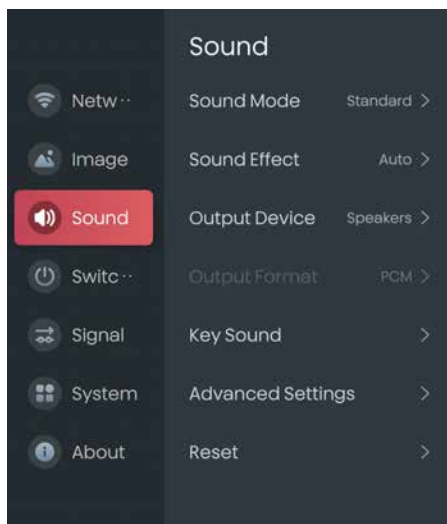 Sound
Netw··
Sound Mode Standard >
Image
Sound Effect Auto >
Sound
Output Device Speakers >
Switc··
Output Format PCM >
Signal
Key Sound >
System
Advanced Settings >
About
Reset >